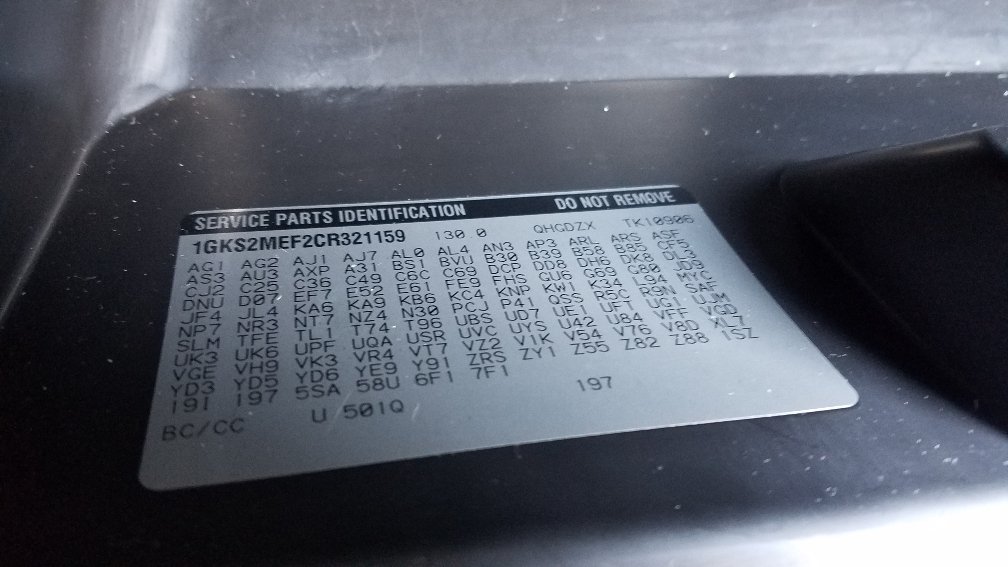 SERVICE PARTS IDENTIFICATION DO NOT REMOVE
1GKS2MEF2CR321159 130.0 QHGDZX TK10906
AG1 AG2 AJ1 AJ7 AL0 AL4 AN3 AP3 ARL ARS ASF
AS3 AU3 AXP A31 BS1 BVU B30 B39 B58 B85 CF5
CJ2 C25 C36 C49 C6C C69 DCP DD8 DH6 DK8 DL3
DNU D07 EF7 E52 E61 FE9 FHS GU6 G69 G80 JD9
JF4 JL4 KA6 KA9 KB6 KC4 KNP KW1 K34 L94 MYC
NP7 NR3 NT7 NZ4 N30 PCJ P41 QSS R5C R9N SAF
SLM TFE TL1 T74 T96 UBS UD7 UE1 UFT UG1 UJM
UK3 UK6 UPF UQA USR UVC UYS U42 U84 VFF VGD
VGE VH9 VK3 VR4 VT7 VZ2 V1K V54 V76 V8D XL7
YD3 YD5 YD6 YE9 Y91 ZRS ZY1 Z55 Z82 Z88 1SZ
191 197 5SA 58U 6F1 7F1
BC/CC U 501Q 197